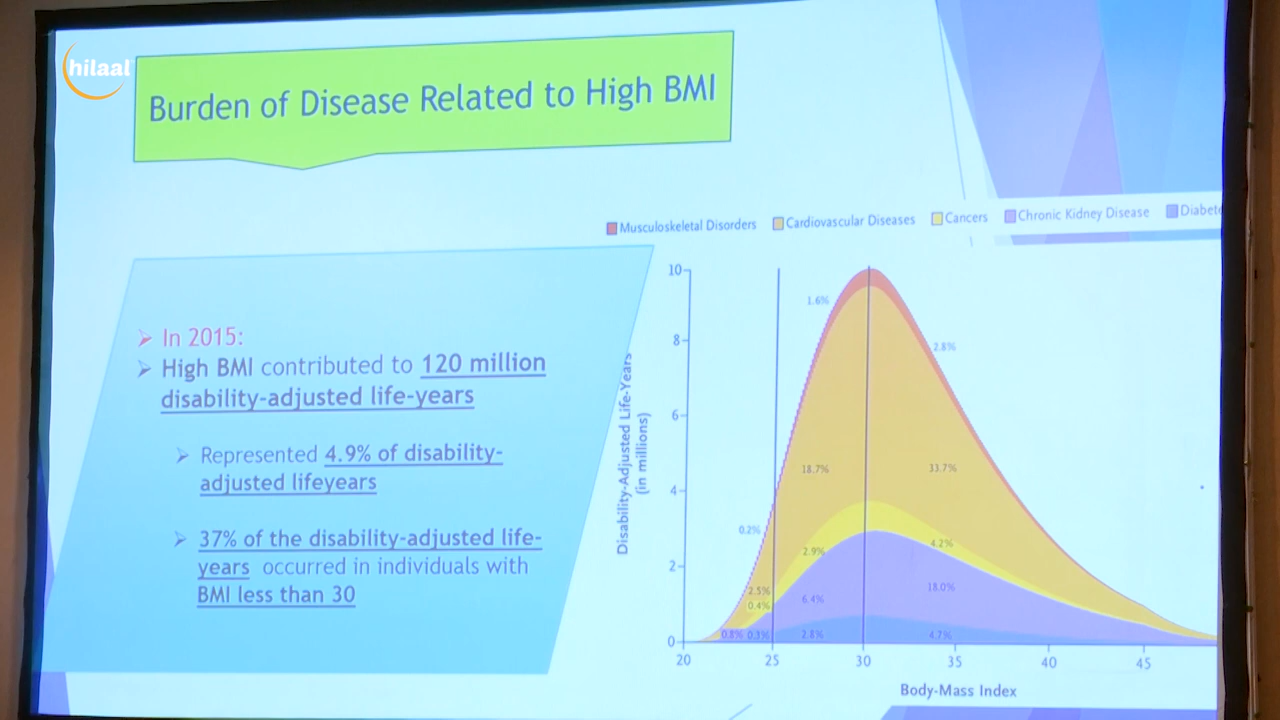 hilaal
Burden of Disease Related to High BMI
Musculoskeletal Disorders Cardiovascular Diseases Cancers Chronic Kidney Disease Diabete
In 2015:
High BMI contributed to 120 million
disability-adjusted life-years
Represented 4.9% of disability-
adjusted lifeyears
37% of the disability-adjusted life-
years occurred in individuals with
BMI less than 30
Disability-Adjusted Life-Years
(in millions)
10
8
6
4
2
0
1.6%
2.8%
18.7%
33.7%
0.2%
2.9%
4.2%
2.5%
0.4%
6.4%
18.0%
0.8% 0.3%
2.8%
4.7%
20 25 30 35 40 45
Body-Mass Index